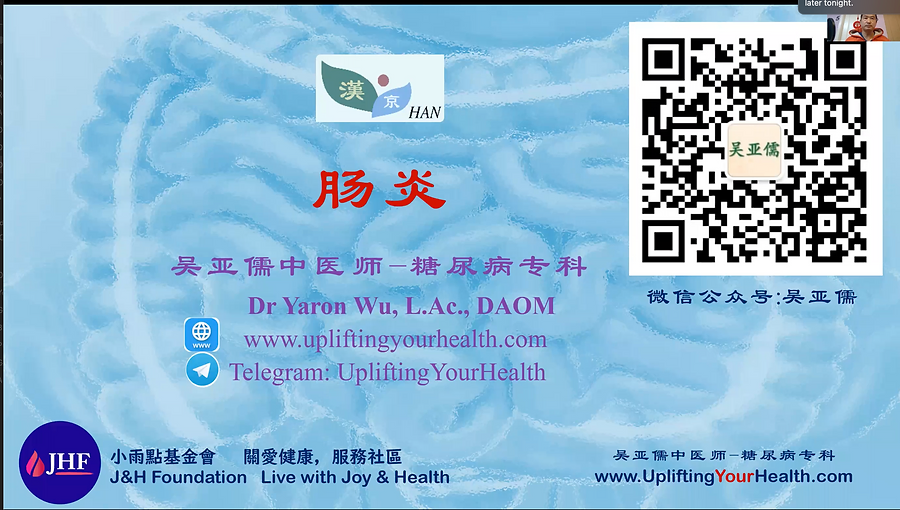 later tonight.
漢
京
HAN
吴亚儒
肠炎
吴亚儒中医师-糖尿病专科
Dr Yaron Wu, L.Ac., DAOM
www
www.upliftingyourhealth.com
Telegram: UpliftingYourHealth
微信公众号:吴亚儒
JHF
小雨點基金會 關愛健康，服務社區
J&H Foundation Live with Joy & Health
吴亚儒中医师-糖尿病专科
www.UpliftingYourHealth.com